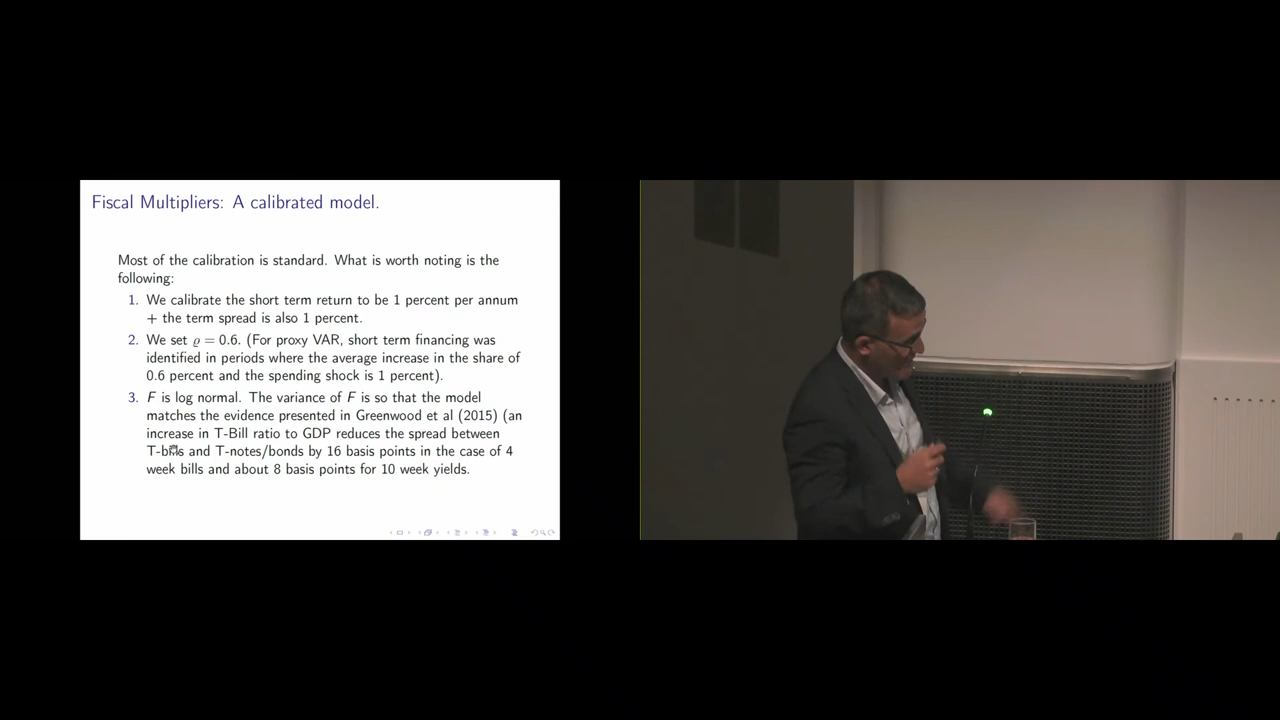 Fiscal Multipliers: A calibrated model.
Most of the calibration is standard. What is worth noting is the
following:
1. We calibrate the short term return to be 1 percent per annum
+ the term spread is also 1 percent.
2. We set ϱ = 0.6. (For proxy VAR, short term financing was
identified in periods where the average increase in the share of
0.6 percent and the spending shock is 1 percent).
3. F is log normal. The variance of F is so that the model
matches the evidence presented in Greenwood et al (2015) (an
increase in T-Bill ratio to GDP reduces the spread between
T-bills and T-notes/bonds by 16 basis points in the case of 4
week bills and about 8 basis points for 10 week yields.